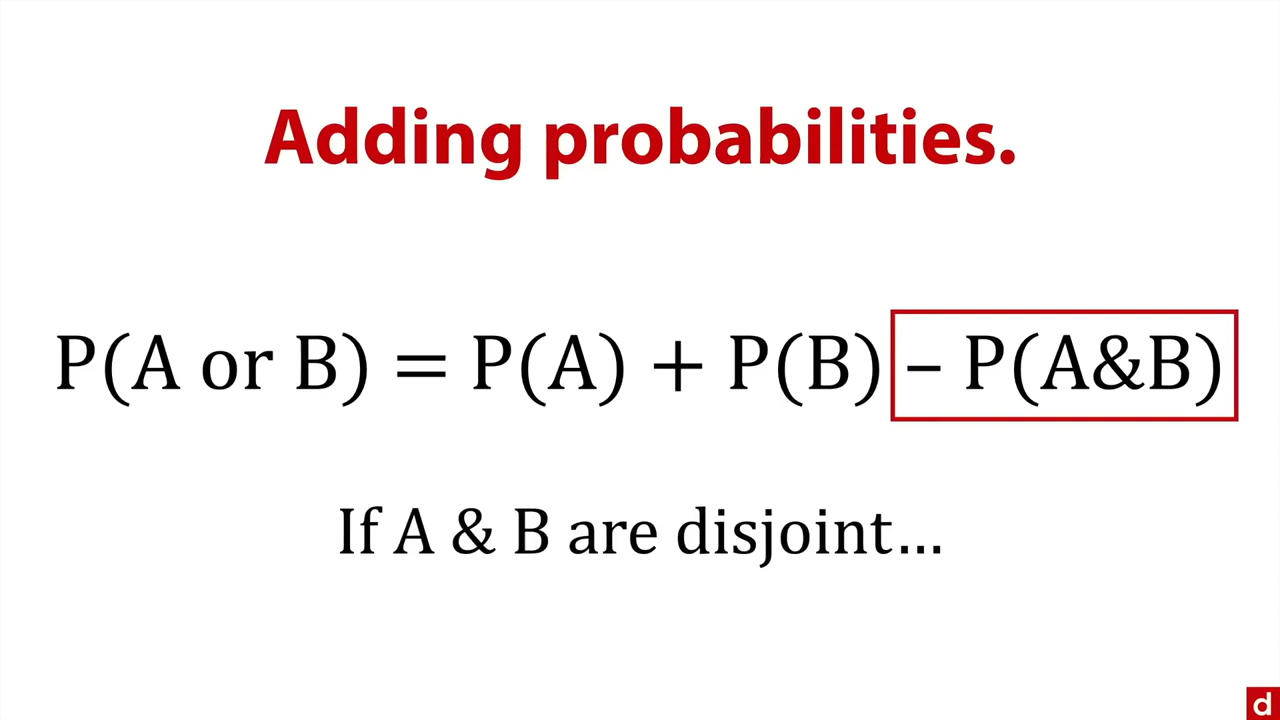 Adding probabilities.
P(A or B) = P(A) + P(B) – P(A&B)
If A & B are disjoint…
d